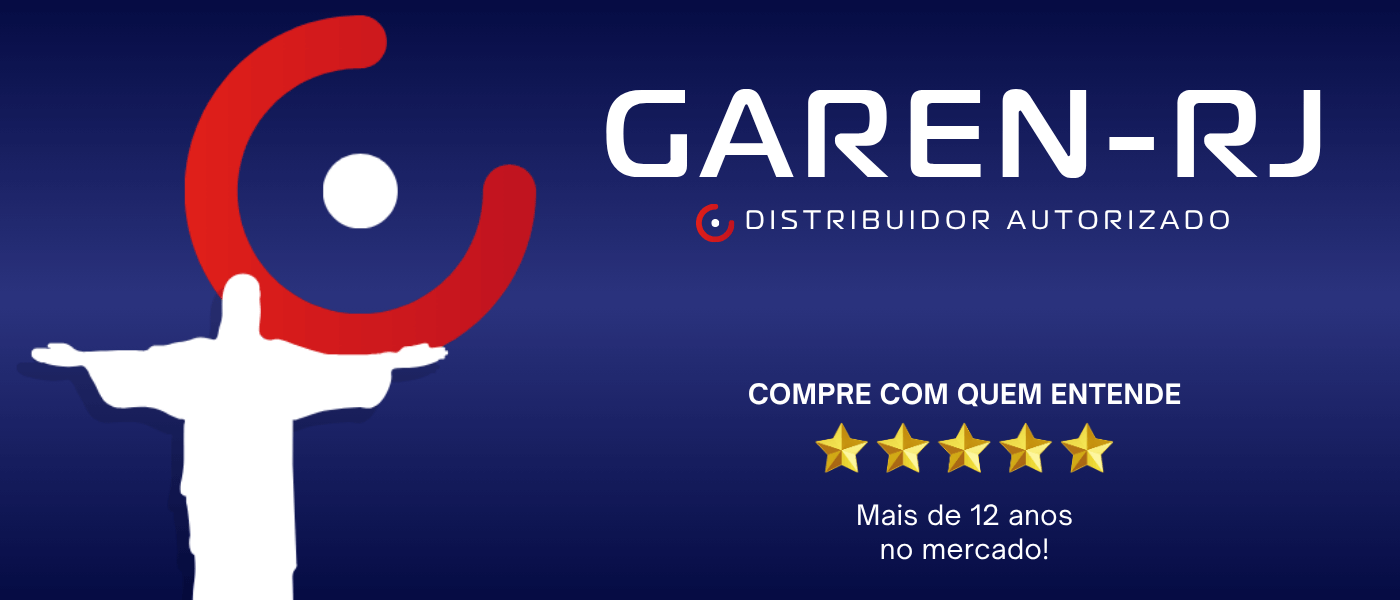 GAREN-RJ
DISTRIBUIDOR AUTORIZADO
COMPRE COM QUEM ENTENDE
Mais de 12 anos
no mercado!